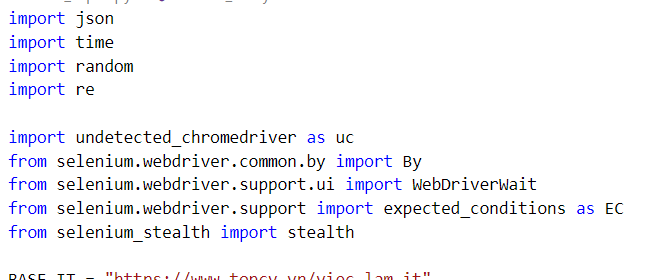 import json
import time
import random
import re
import undetected_chromedriver as uc
from selenium.webdriver.common.by import By
from selenium.webdriver.support.ui import WebDriverWait
from selenium.webdriver.support import expected_conditions as EC
from selenium_stealth import stealth
BASE_IT = "https://www.topcv.vn/viec-lam-it"